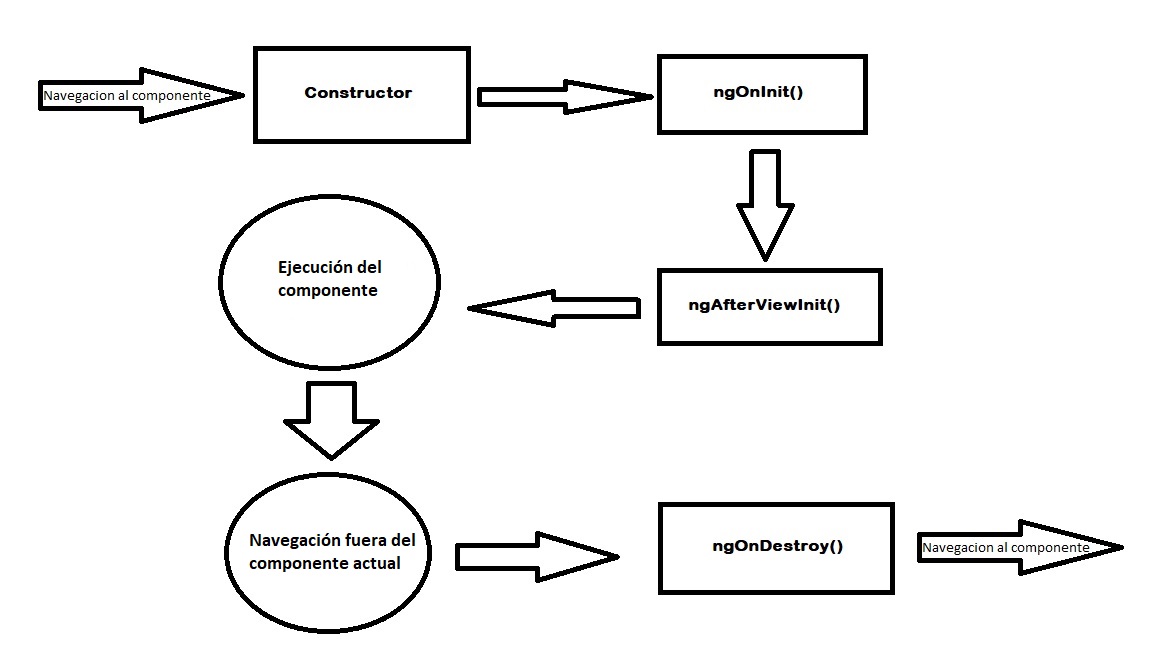 Navegacion al componente
Constructor
ngOnInit()
ngAfterViewInit()
Ejecución del
componente
Navegación fuera del
componente actual
ngOnDestroy()
Navegacion al componente